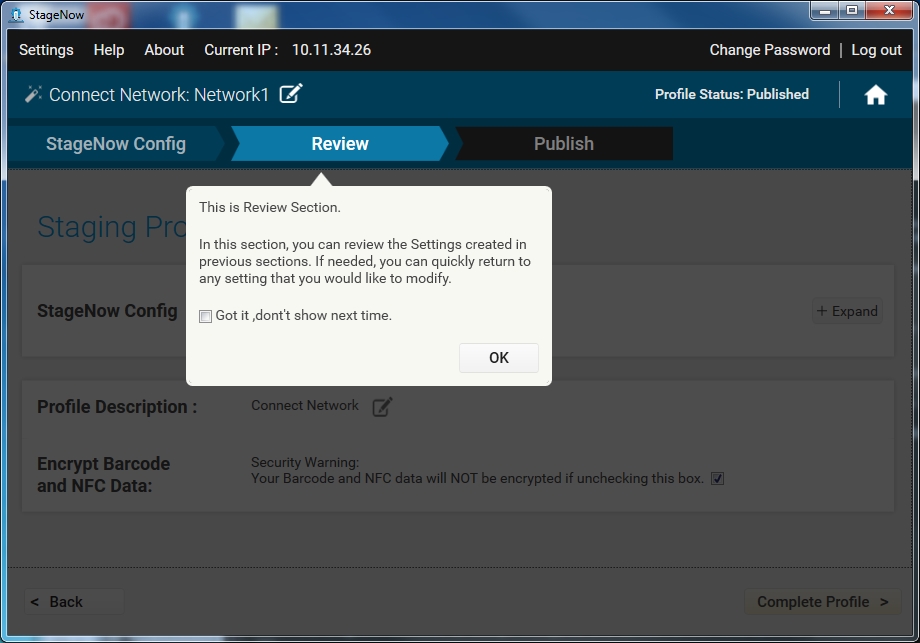 StageNow
Settings Help About Current IP : 10.11.34.26 Change Password | Log out
Connect Network: Network1 Profile Status: Published
StageNow Config Review Publish
This is Review Section.
Staging Pro
In this section, you can review the Settings created in
previous sections. If needed, you can quickly return to
any setting that you would like to modify.
StageNow Config + Expand
Got it ,dont't show next time.
OK
Profile Description : Connect Network
Encrypt Barcode
and NFC Data:
Security Warning:
Your Barcode and NFC data will NOT be encrypted if unchecking this box.
< Back Complete Profile >